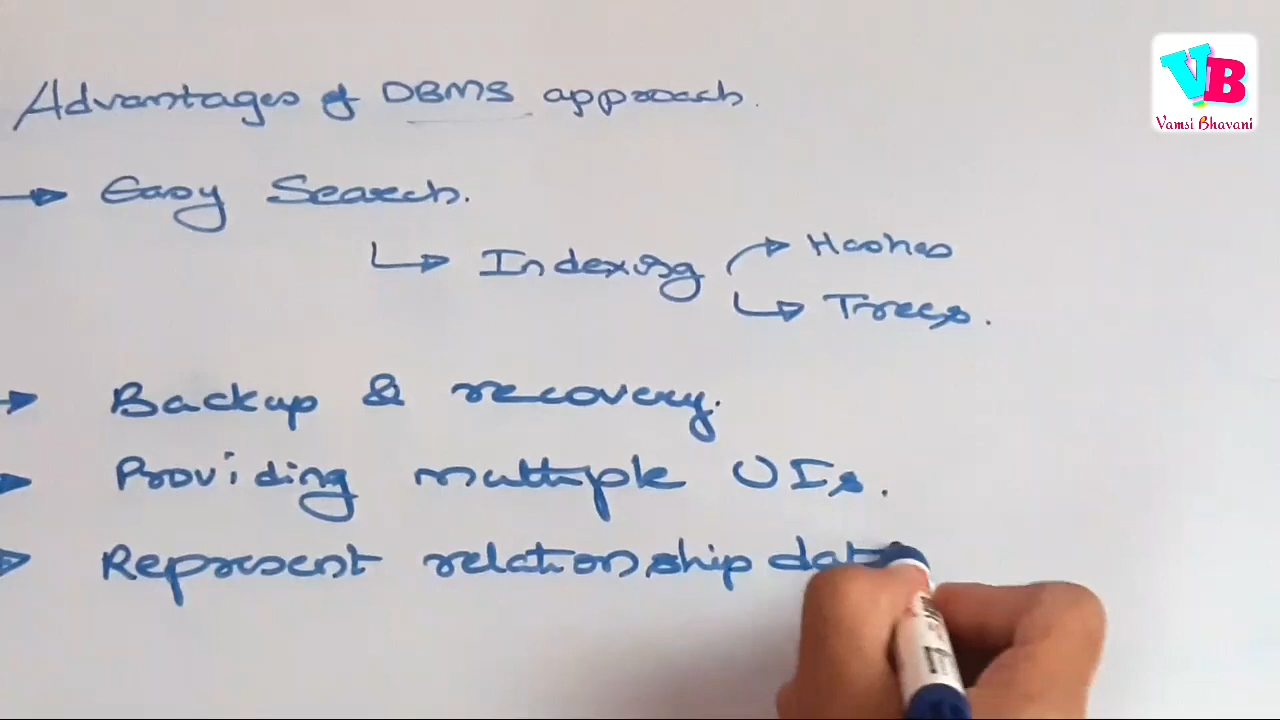 Advantages of DBMS approach.
→ Easy Search.
↳ Indexing → Hashes
↳ Trees.
→ Backup & recovery.
→ Providing multiple UIs.
→ Represent relationship dat
VB
Vamsi Bhavani